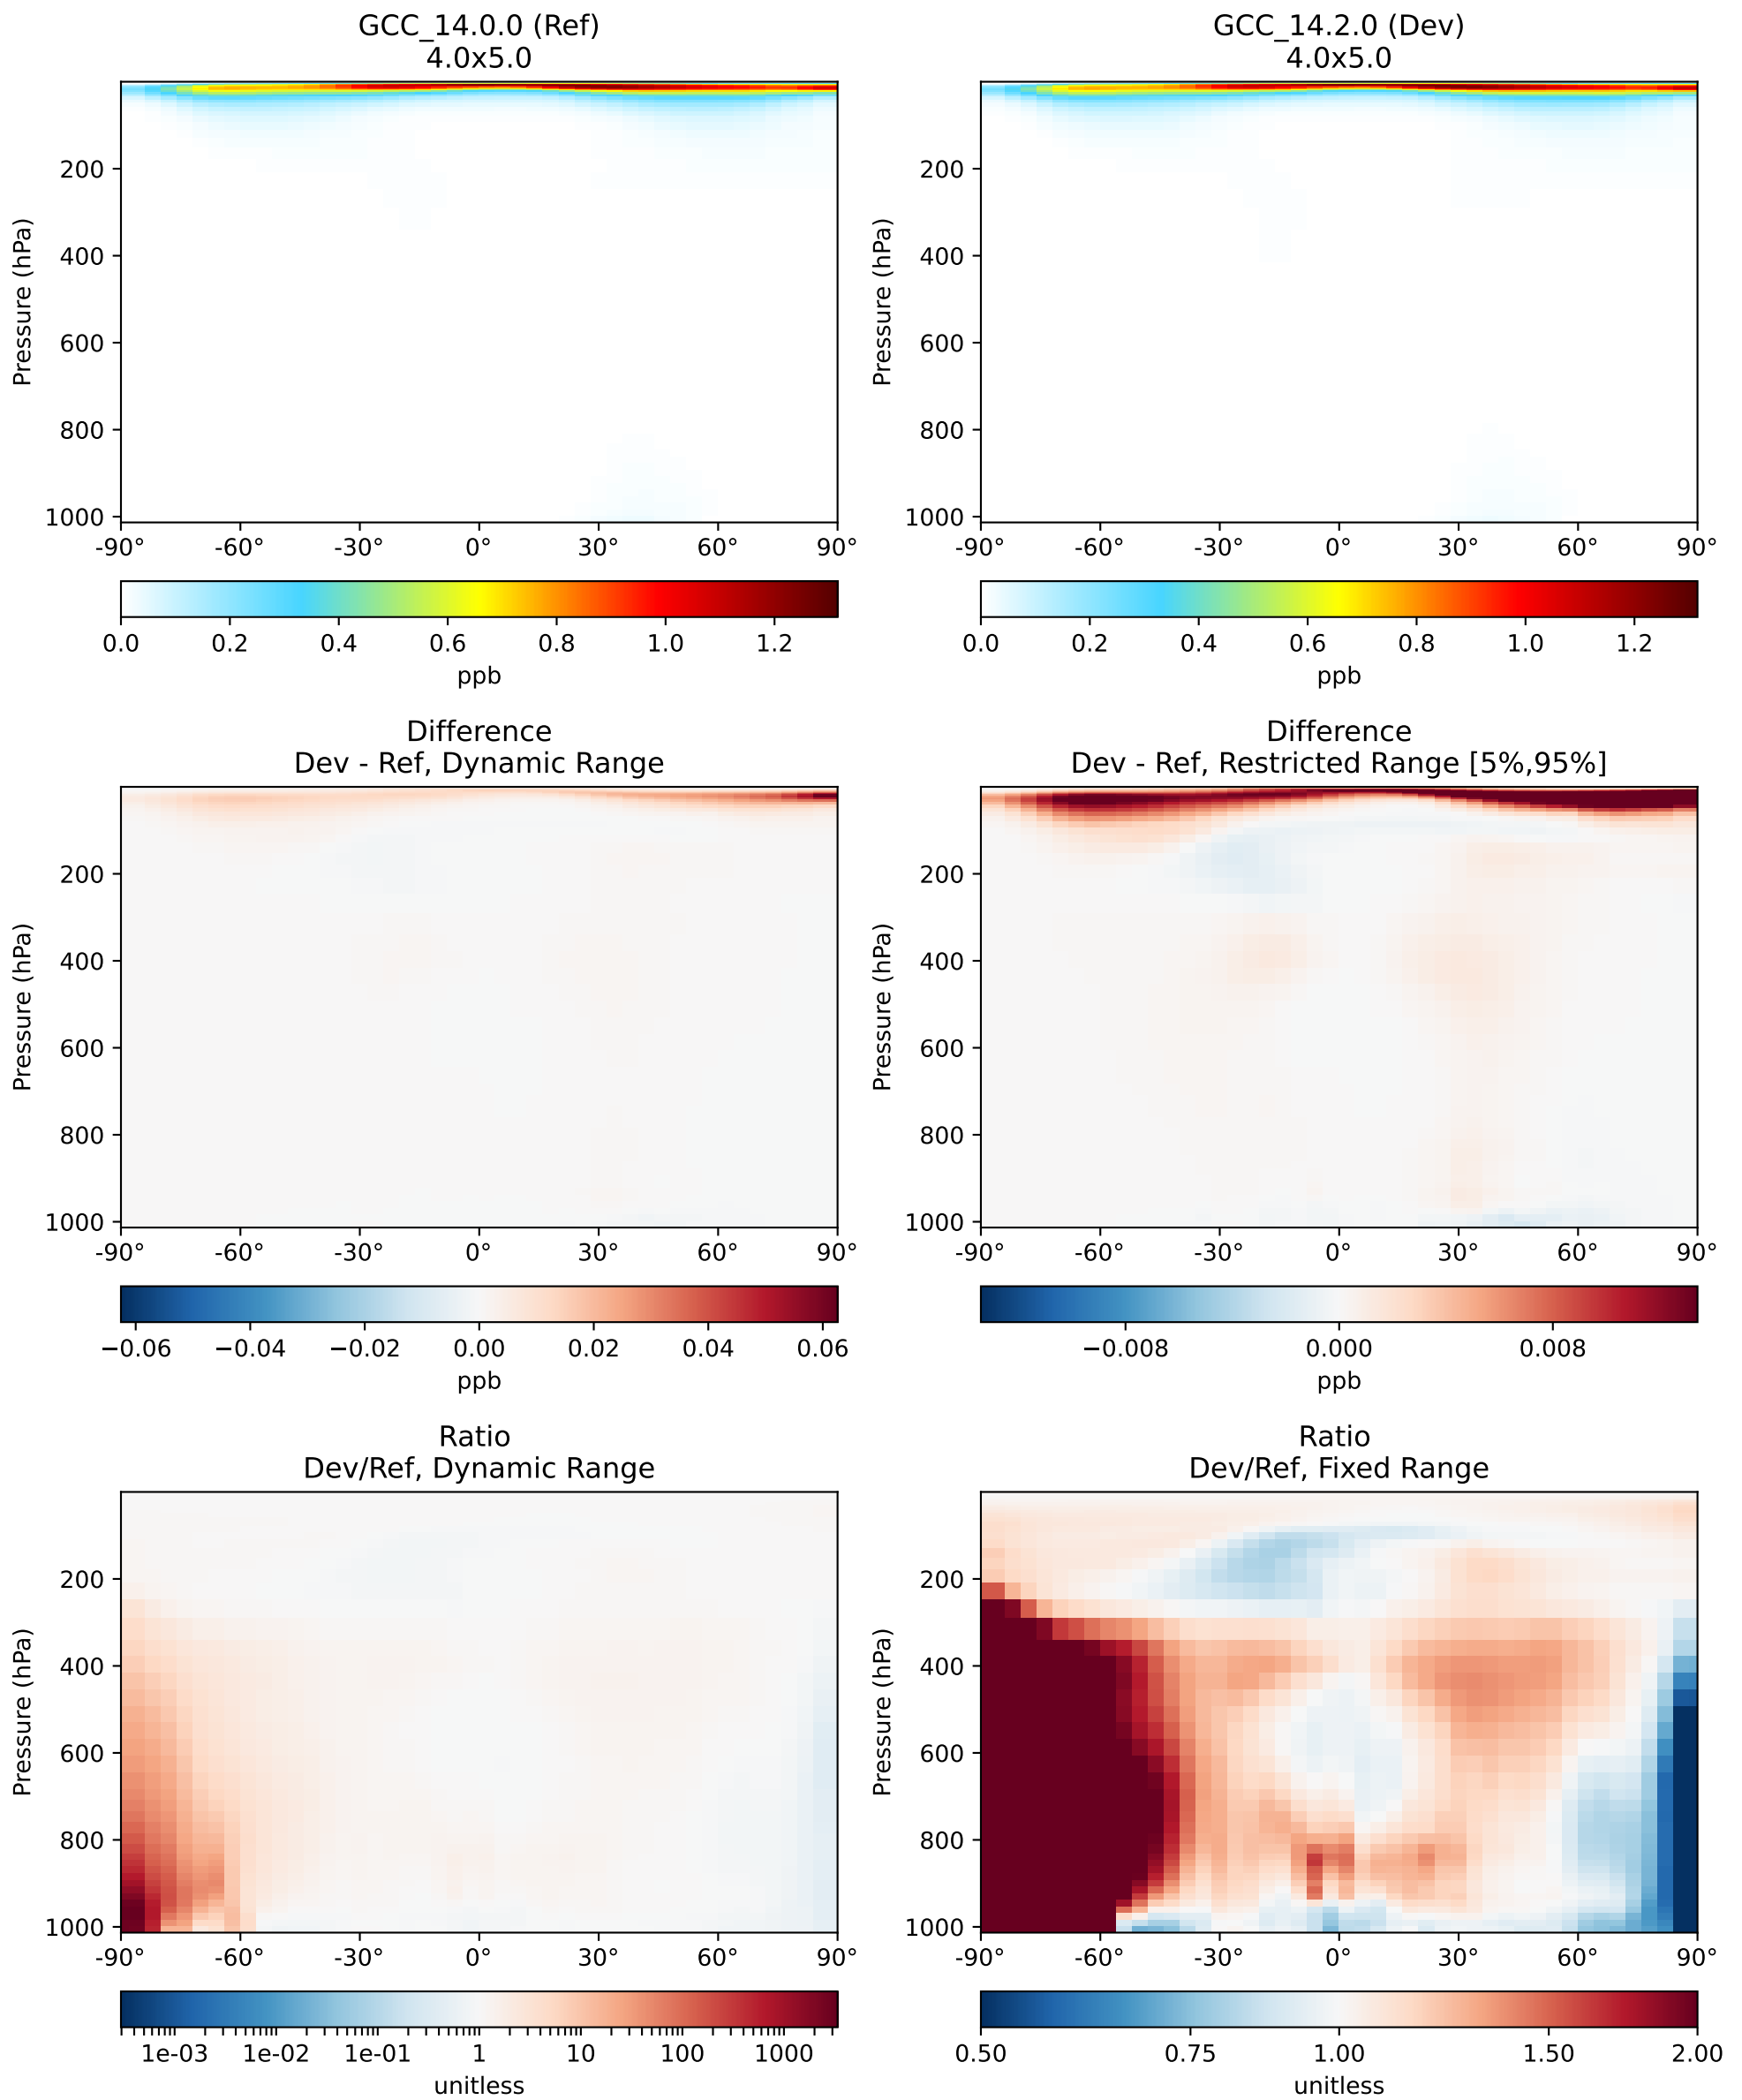 GCC_14.0.0 (Ref)
4.0x5.0
GCC_14.2.0 (Dev)
4.0x5.0
Pressure (hPa)
200
400
600
800
1000
-90° -60° -30° 0° 30° 60° 90°
0.0 0.2 0.4 0.6 0.8 1.0 1.2
ppb
Pressure (hPa)
200
400
600
800
1000
-90° -60° -30° 0° 30° 60° 90°
0.0 0.2 0.4 0.6 0.8 1.0 1.2
ppb
Difference
Dev - Ref, Dynamic Range
Pressure (hPa)
200
400
600
800
1000
-90° -60° -30° 0° 30° 60° 90°
−0.06 −0.04 −0.02 0.00 0.02 0.04 0.06
ppb
Difference
Dev - Ref, Restricted Range [5%,95%]
Pressure (hPa)
200
400
600
800
1000
-90° -60° -30° 0° 30° 60° 90°
−0.008 0.000 0.008
ppb
Ratio
Dev/Ref, Dynamic Range
Pressure (hPa)
200
400
600
800
1000
-90° -60° -30° 0° 30° 60° 90°
1e-03 1e-02 1e-01 1 10 100 1000
unitless
Ratio
Dev/Ref, Fixed Range
Pressure (hPa)
200
400
600
800
1000
-90° -60° -30° 0° 30° 60° 90°
0.50 0.75 1.00 1.50 2.00
unitless